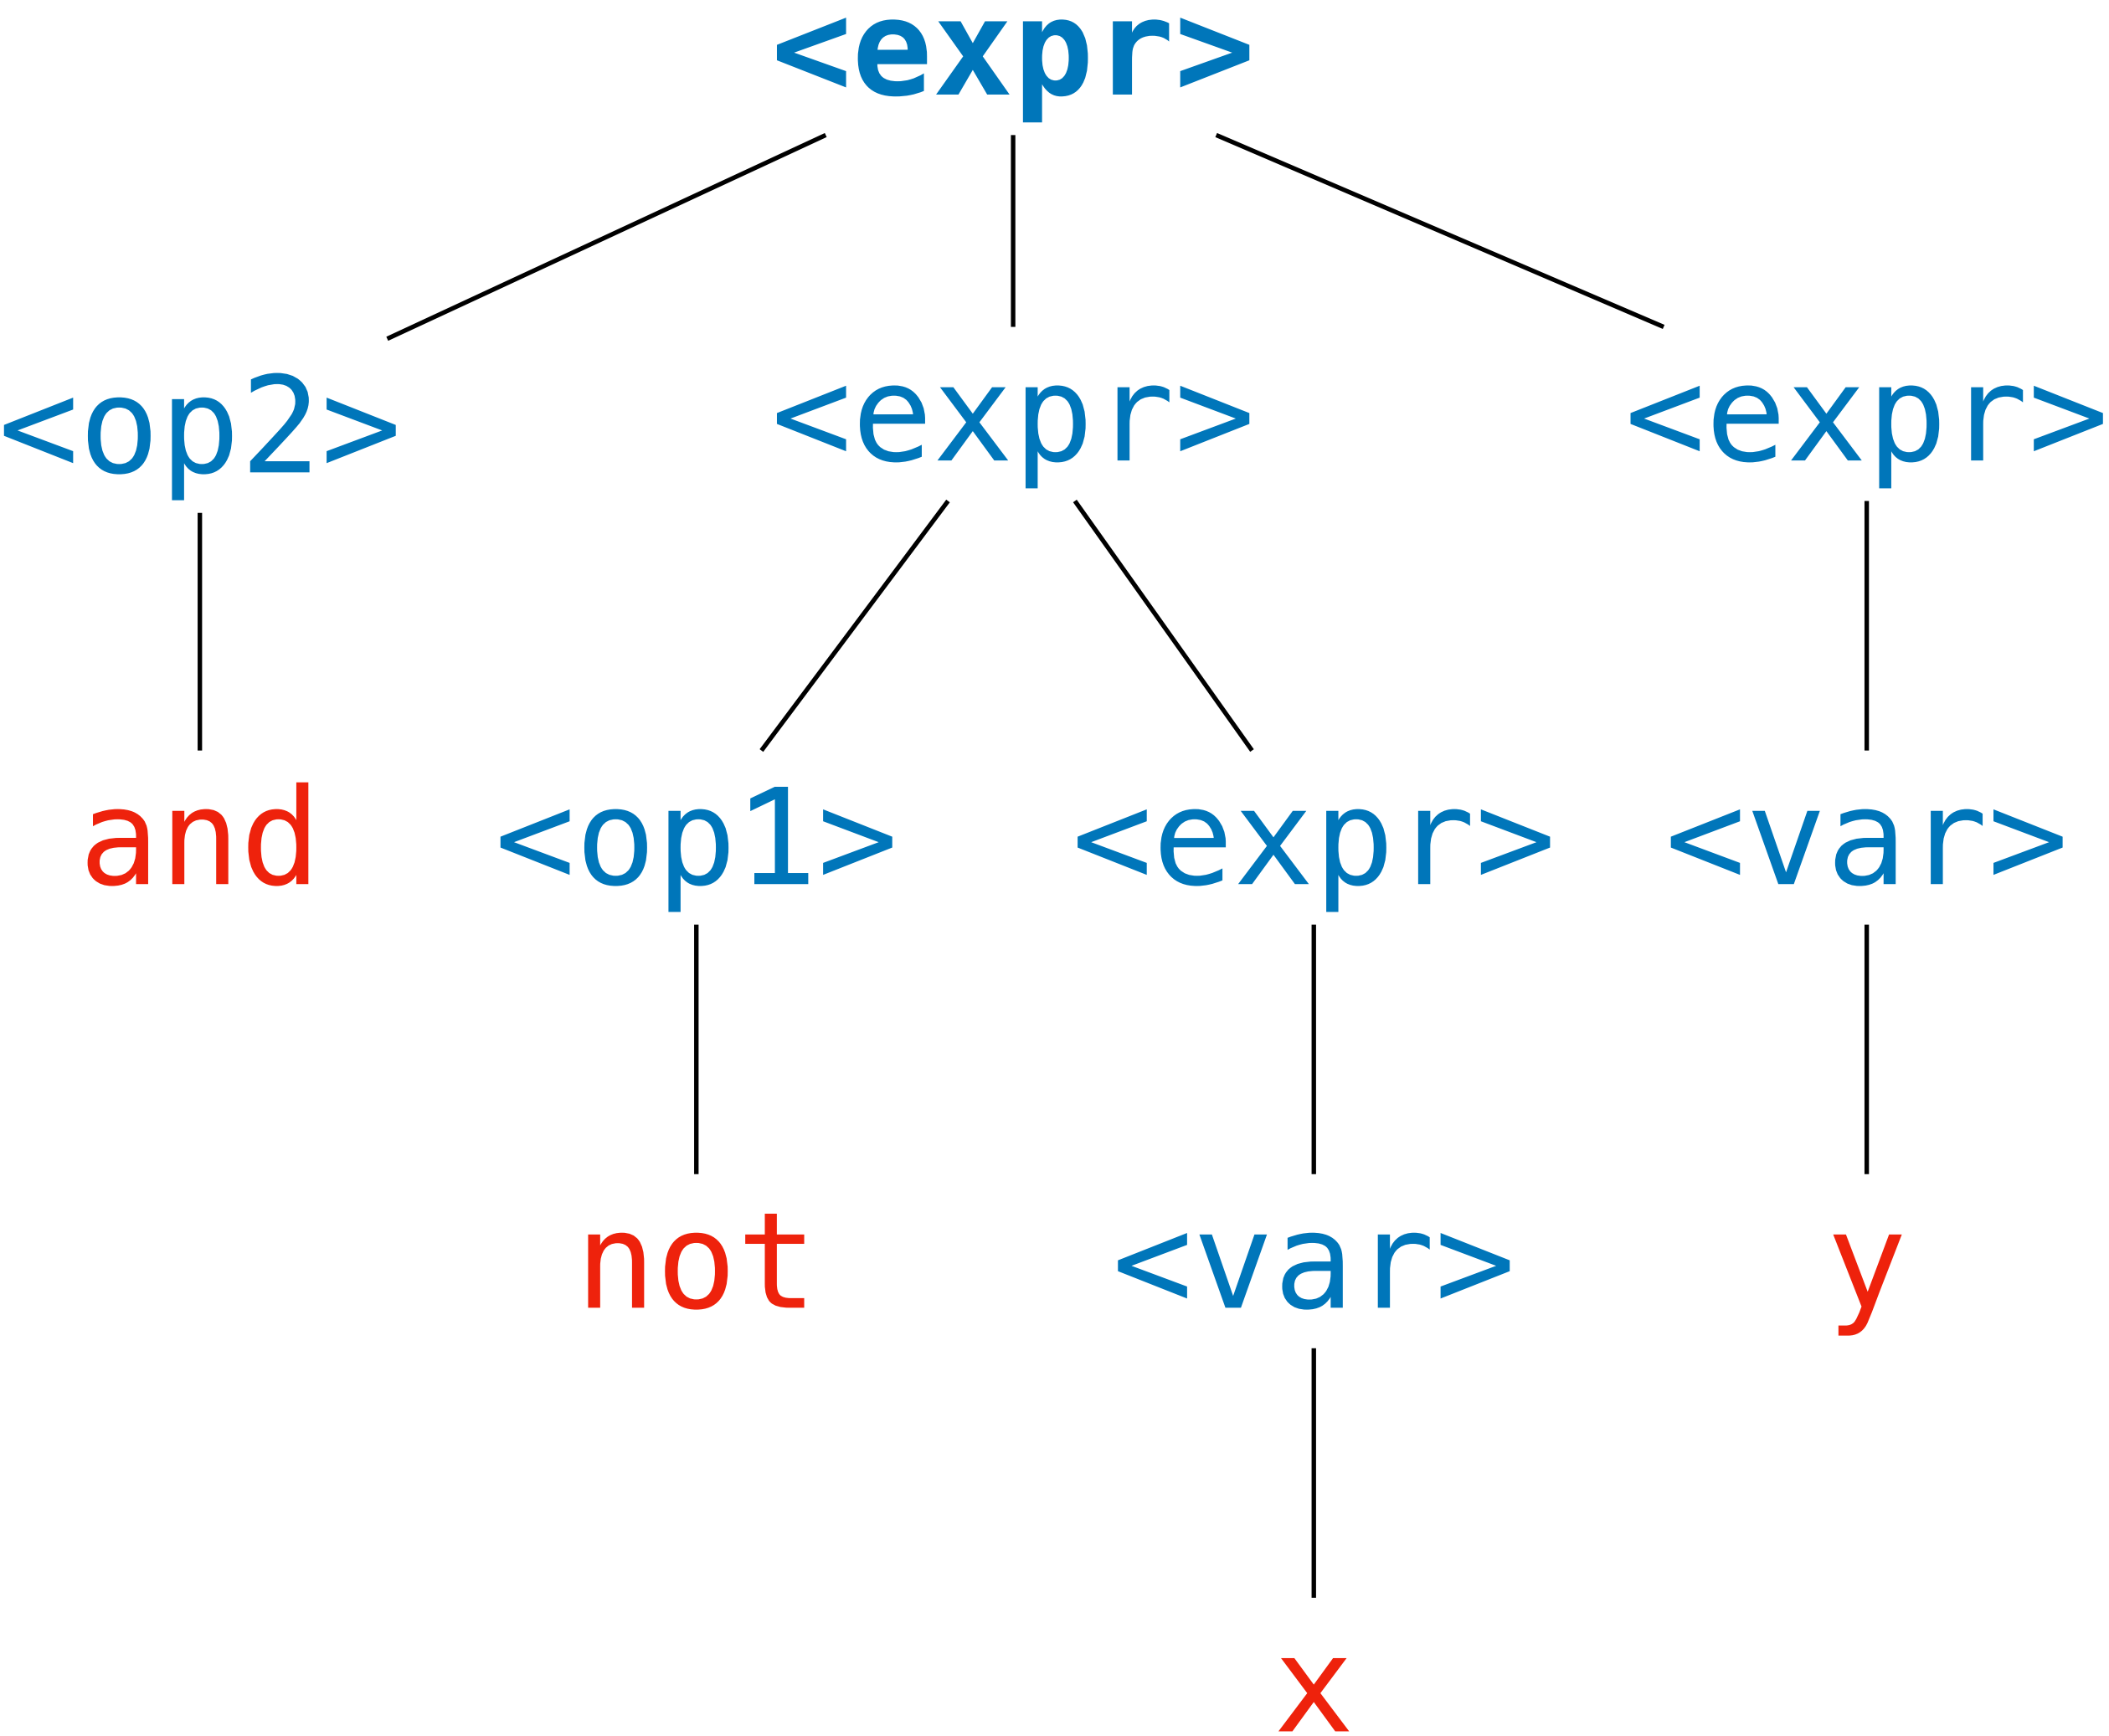 <expr>
<op2> <expr> <expr>
and <op1> <expr> <var>
not <var> y
x